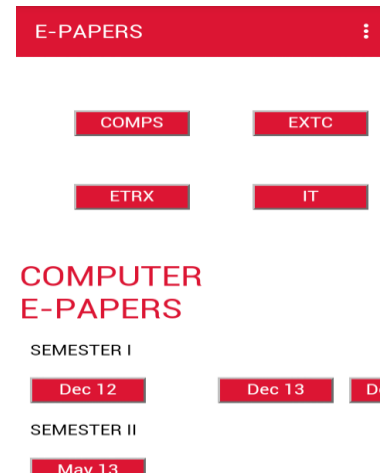 E-PAPERS
COMPS EXTC
ETRX IT
COMPUTER
E-PAPERS
SEMESTER I
Dec 12 Dec 13
SEMESTER II
May 13